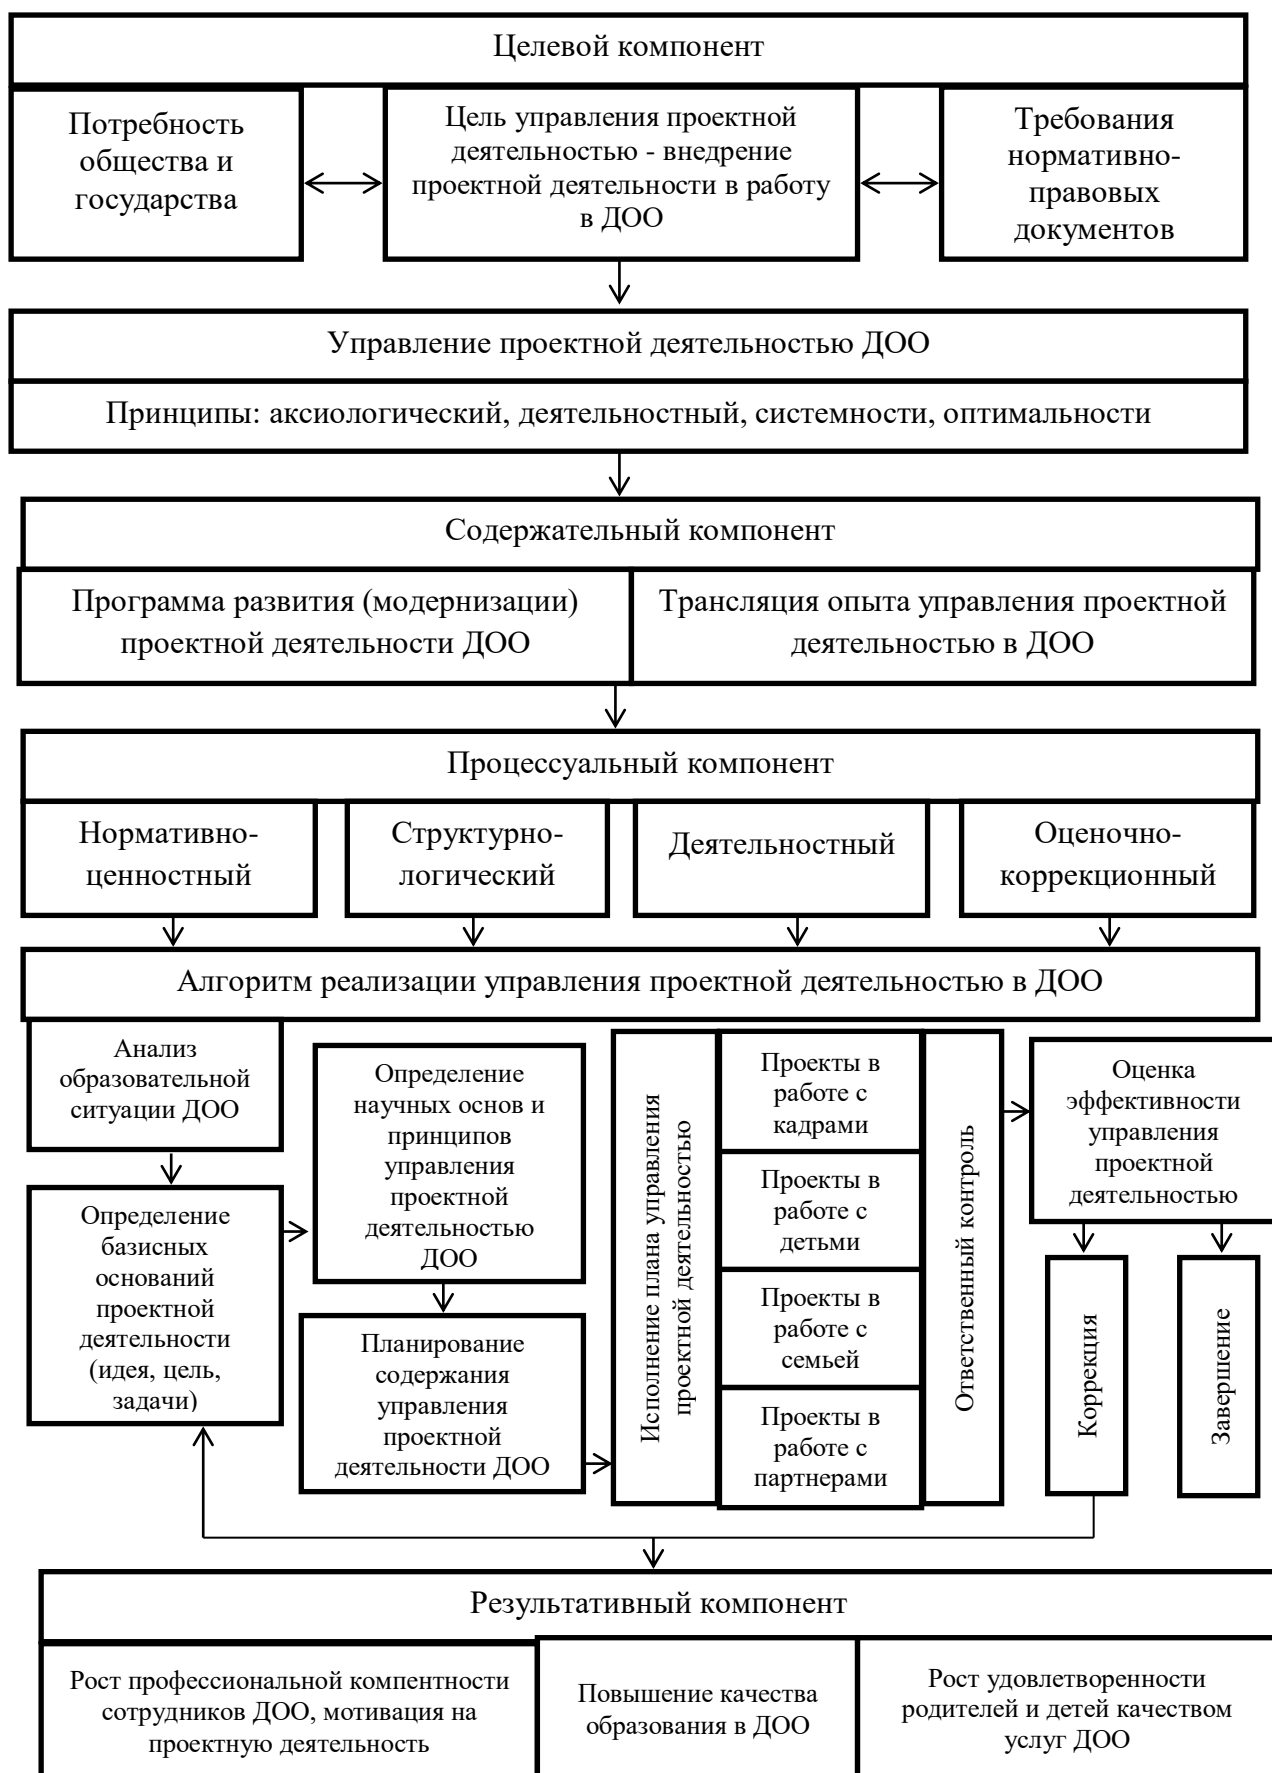 Целевой компонент
Потребность
общества и
государства
Цель управления проектной
деятельностью - внедрение
проектной деятельности в работу
в ДОО
Требования
нормативно-
правовых
документов
Управление проектной деятельностью ДОО
Принципы: аксиологический, деятельностный, системности, оптимальности
Содержательный компонент
Программа развития (модернизации)
проектной деятельности ДОО
Трансляция опыта управления проектной
деятельностью в ДОО
Процессуальный компонент
Нормативно-
ценностный
Структурно-
логический
Деятельностный
Оценочно-
коррекционный
Алгоритм реализации управления проектной деятельностью в ДОО
Анализ
образовательной
ситуации ДОО
Определение
базисных
оснований
проектной
деятельности
(идея, цель,
задачи)
Определение
научных основ и
принципов
управления
проектной
деятельностью
ДОО
Планирование
содержания
управления
проектной
деятельности ДОО
Исполнение плана управления
проектной деятельностью
Проекты в
работе с
кадрами
Проекты в
работе с
детьми
Проекты в
работе с
семьей
Проекты в
работе с
партнерами
Ответственный контроль
Оценка
эффективности
управления
проектной
деятельностью
Коррекция
Завершение
Результативный компонент
Рост профессиональной компентности
сотрудников ДОО, мотивация на
проектную деятельность
Повышение качества
образования в ДОО
Рост удовлетворенности
родителей и детей качеством
услуг ДОО